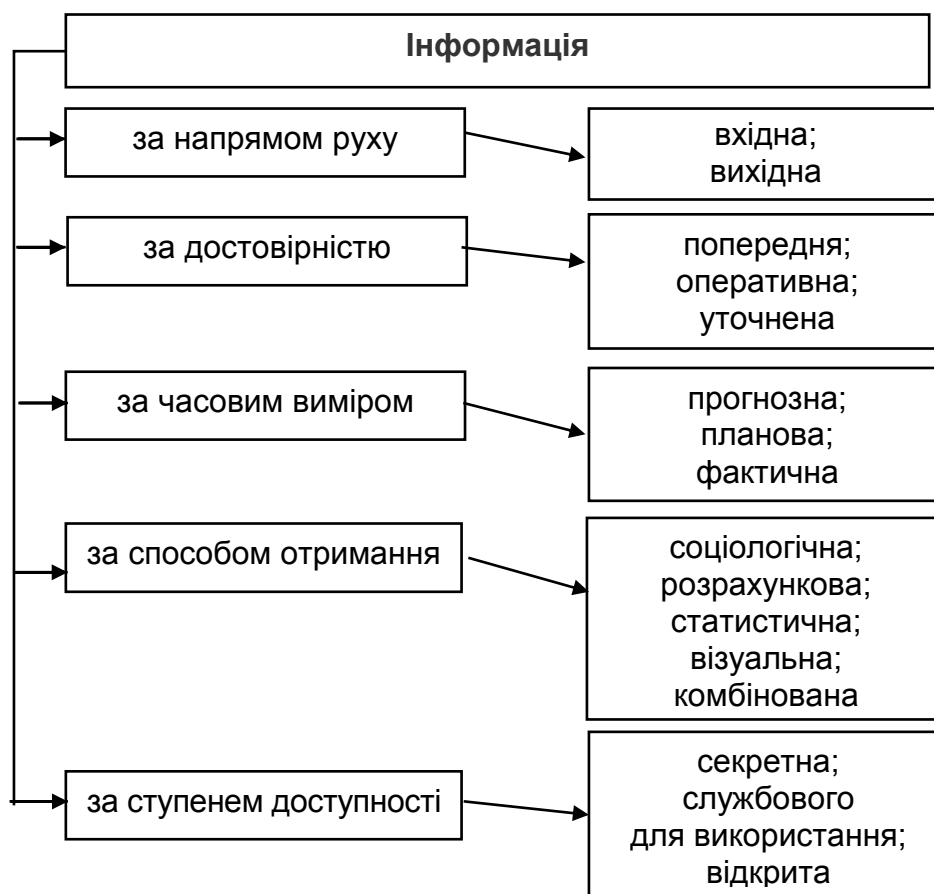 Інформація
за напрямом руху
вхідна;
вихідна
за достовірністю
попередня;
оперативна;
уточнена
за часовим виміром
прогнозна;
планова;
фактична
за способом отримання
соціологічна;
розрахункова;
статистична;
візуальна;
комбінована
за ступенем доступності
секретна;
службового
для використання;
відкрита